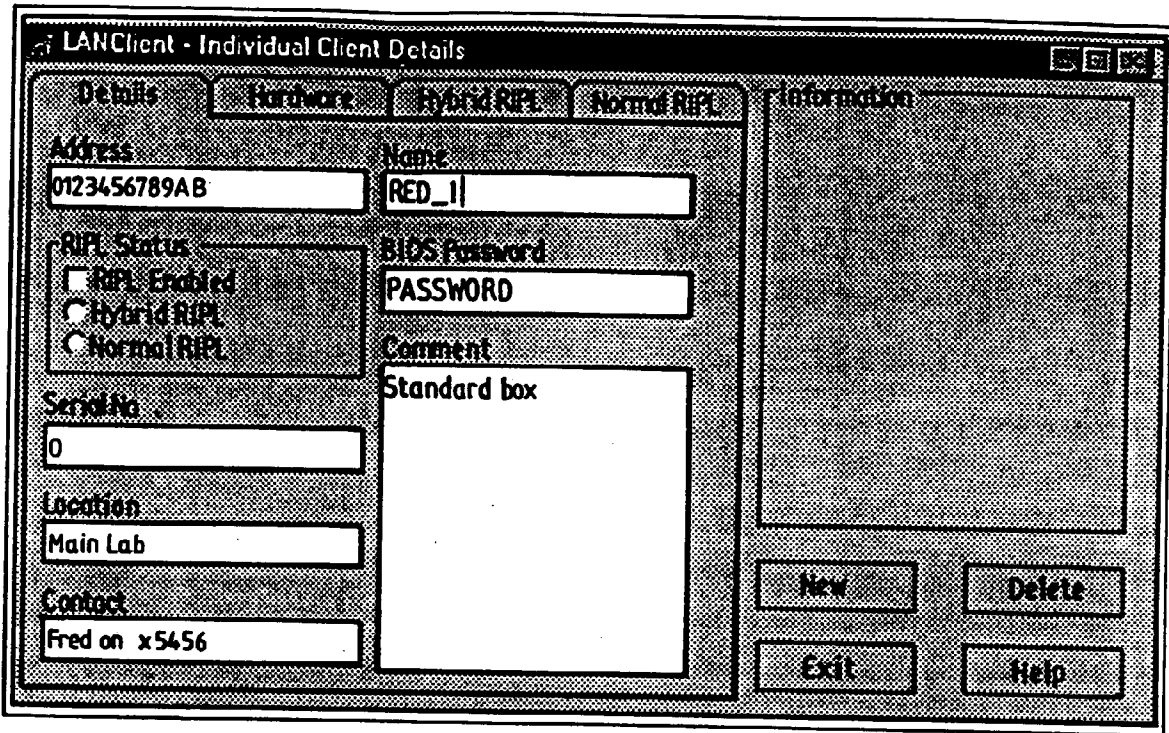 LANClient - Individual Client Details
Details
Hardware
Hybrid RIPL
Normal RIPL
Information
Address
0123456789AB
Name
RED_1
RIPL Status
RIPL Enabled
Hybrid RIPL
Normal RIPL
BIOS Password
PASSWORD
Comment
Standard box
Serial No
0
Location
Main Lab
Contact
Fred on x5456
New
Delete
Exit
Help